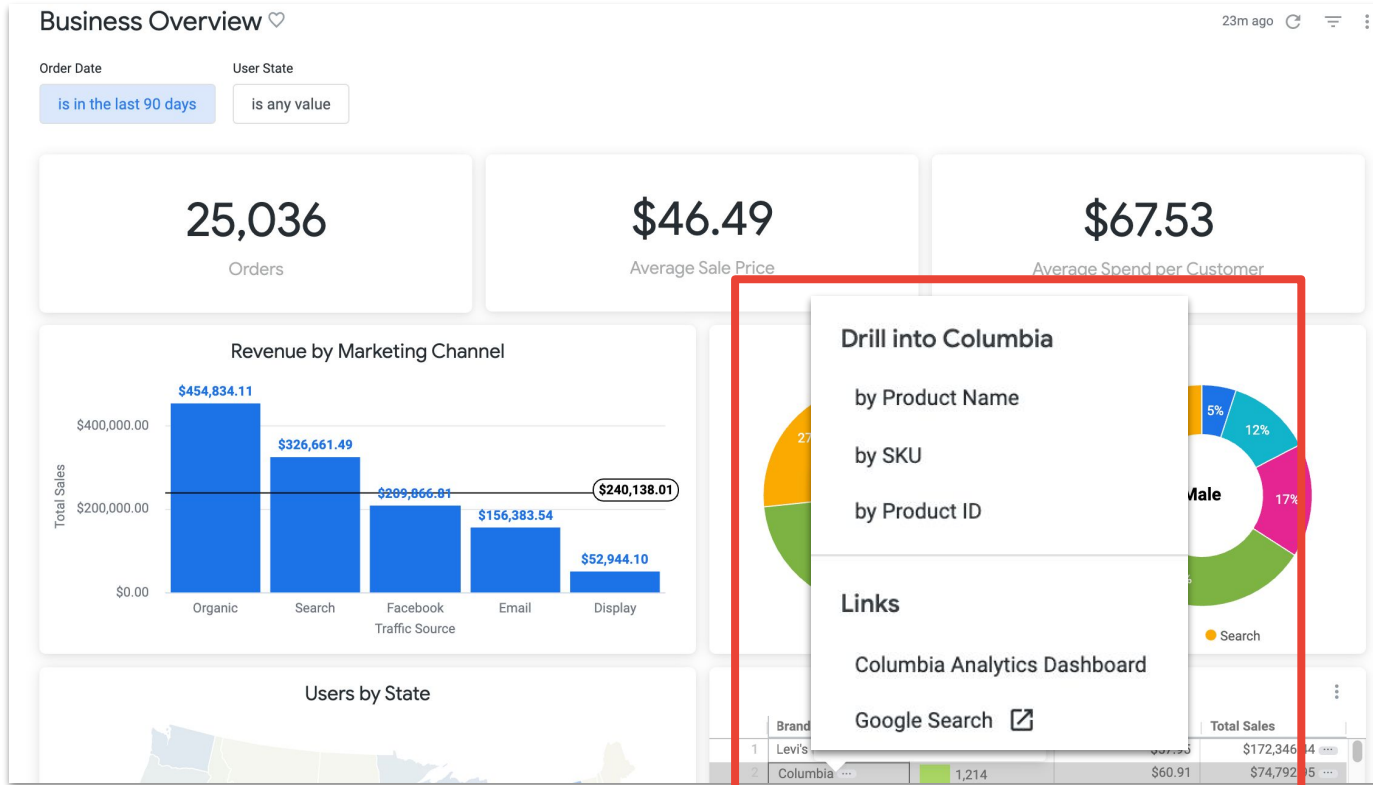 Business Overview
23m ago
Order Date
User State
is in the last 90 days
is any value
25,036
Orders
$46.49
Average Sale Price
$67.53
Average Spend per Customer
Revenue by Marketing Channel
$454,834.11
$400,000.00
$326,661.49
$240,138.01
$209,866.81
$200,000.00
$156,383.54
$52,944.10
$0.00
Total Sales
Organic
Search
Facebook
Email
Display
Traffic Source
Drill into Columbia
by Product Name
by SKU
by Product ID
Links
Columbia Analytics Dashboard
Google Search
27
5%
12%
17%
Male
Search
Users by State
Brand
Total Sales
1 Levi's $172,346
2 Columbia 1,214 $60.91 $74,792